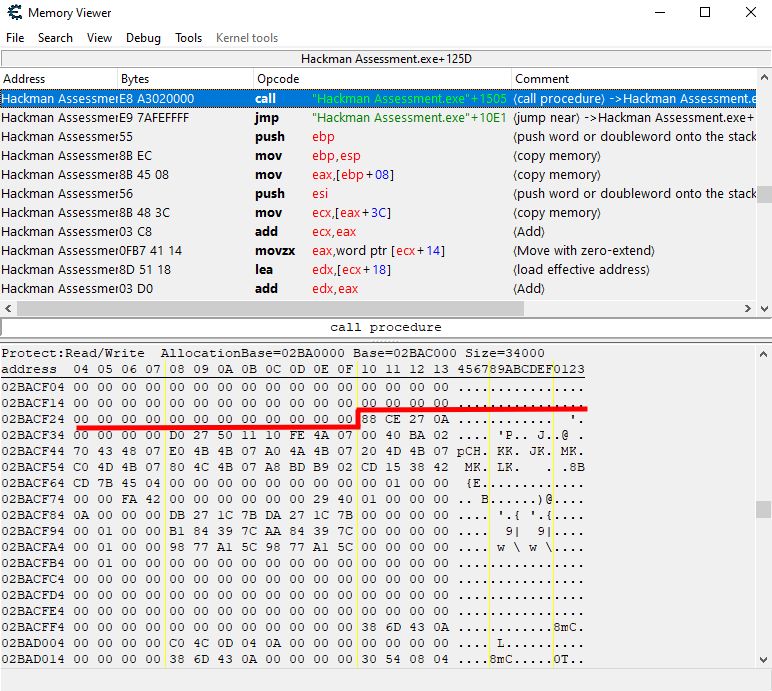 Memory Viewer
File Search View Debug Tools Kernel tools
Hackman Assessment.exe+125D
Address Bytes Opcode Comment
Hackman Assessmer E8 A3020000 call "Hackman Assessment.exe"+1505 (call procedure) ->Hackman Assessment.e
Hackman Assessmer E9 7AFEFFFF jmp "Hackman Assessment.exe"+10E1 (jump near) ->Hackman Assessment.exe+
Hackman Assessmer 55 push ebp (push word or doubleword onto the stack
Hackman Assessmer 8B EC mov ebp,esp (copy memory)
Hackman Assessmer 8B 45 08 mov eax,[ebp+08] (copy memory)
Hackman Assessmer 56 push esi (push word or doubleword onto the stack
Hackman Assessmer 8B 48 3C mov ecx,[eax+3C] (copy memory)
Hackman Assessmer 03 C8 add ecx,eax (Add)
Hackman Assessmer 0FB7 41 14 movzx eax,word ptr [ecx+14] (Move with zero-extend)
Hackman Assessmer 8D 51 18 lea edx,[ecx+18] (load effective address)
Hackman Assessmer 03 D0 add edx,eax (Add)
call procedure
Protect:Read/Write AllocationBase=02BA0000 Base=02BAC000 Size=34000
address 04 05 06 07 08 09 0A 0B 0C 0D 0E 0F 10 11 12 13 456789ABCDEF0123
02BACF04 00 00 00 00 00 00 00 00 00 00 00 00 00 00 00 00 ................
02BACF14 00 00 00 00 00 00 00 00 00 00 00 00 00 00 00 00 ................
02BACF24 00 00 00 00 00 00 00 00 00 00 00 00 88 CE 27 0A ............ '.
02BACF34 00 00 00 00 D0 27 50 11 10 FE 4A 07 00 40 BA 02 .... 'P.. J..@ .
02BACF44 70 43 48 07 E0 4B 4B 07 A0 4A 4B 07 20 4D 4B 07 pCH. KK. JK. MK.
02BACF54 C0 4D 4B 07 80 4C 4B 07 A8 BD B9 02 CD 15 38 42 MK. LK. . .8B
02BACF64 CD 7B 45 04 00 00 00 00 00 00 00 00 00 01 00 00 {E.............
02BACF74 00 00 FA 42 00 00 00 00 00 00 29 40 01 00 00 00 .. B......)@....
02BACF84 0A 00 00 00 DB 27 1C 7B DA 27 1C 7B 00 00 00 00 .... '.{ '.{....
02BACF94 00 01 00 00 B1 84 39 7C AA 84 39 7C 00 00 00 00 .... 9| 9|....
02BACFA4 00 01 00 00 98 77 A1 5C 98 77 A1 5C 00 00 00 00 .... w \ w \....
02BACFB4 00 01 00 00 00 00 00 00 00 00 00 00 00 00 00 00 ................
02BACFC4 00 00 00 00 00 00 00 00 00 00 00 00 00 00 00 00 ................
02BACFD4 00 00 00 00 00 00 00 00 00 00 00 00 00 00 00 00 ................
02BACFE4 00 00 00 00 00 00 00 00 00 00 00 00 00 00 00 00 ................
02BACFF4 00 00 00 00 00 00 00 00 00 00 00 00 38 6D 43 0A ............8mC.
02BAD004 00 00 00 00 C0 4C 0D 04 0A 00 00 00 00 00 00 00 .... L..........
02BAD014 00 00 00 00 38 6D 43 0A 00 00 00 00 30 54 08 04 ....8mC.....0T..